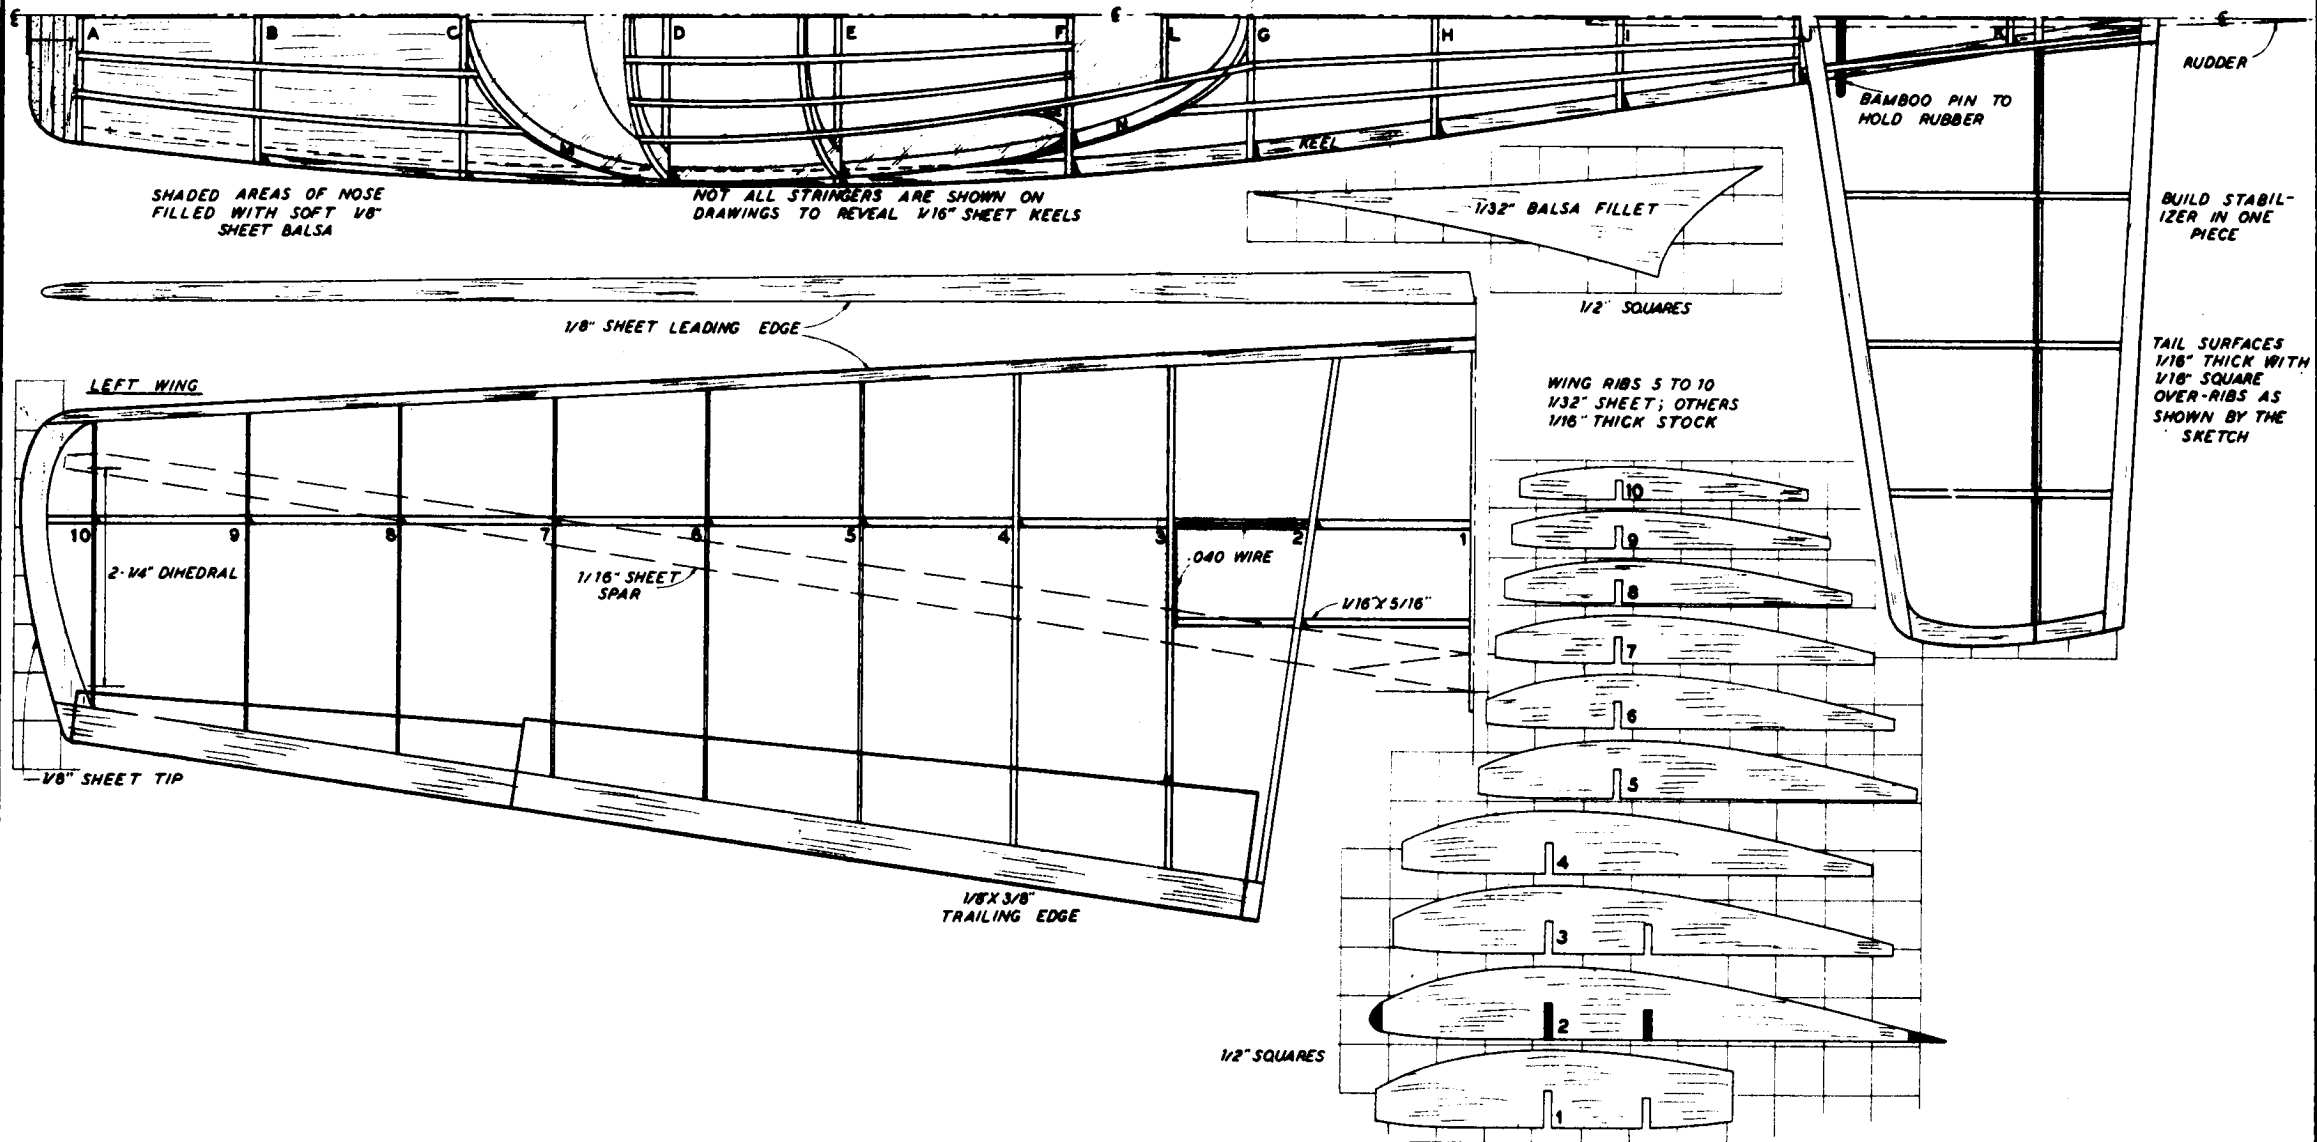 A B C D E F L G H I K
M
M
KEEL
RUDDER
BAMBOO PIN TO
HOLD RUBBER
SHADED AREAS OF NOSE
FILLED WITH SOFT 1/8"
SHEET BALSA
NOT ALL STRINGERS ARE SHOWN ON
DRAWINGS TO REVEAL 1/16" SHEET KEELS
1/32" BALSA FILLET
1/2" SQUARES
BUILD STABIL-
IZER IN ONE
PIECE
1/8" SHEET LEADING EDGE
TAIL SURFACES
1/16" THICK WITH
1/16" SQUARE
OVER-RIBS AS
SHOWN BY THE
SKETCH
LEFT WING
WING RIBS 5 TO 10
1/32" SHEET; OTHERS
1/16" THICK STOCK
10 9 8 7 6 5 4 3 2 1
2-1/4" DIHEDRAL
1/16" SHEET
SPAR
.040 WIRE
1/16"X 5/16"
1/8" SHEET TIP
1/8"X 3/8"
TRAILING EDGE
10
9
8
7
6
5
4
3
2
1
1/2" SQUARES